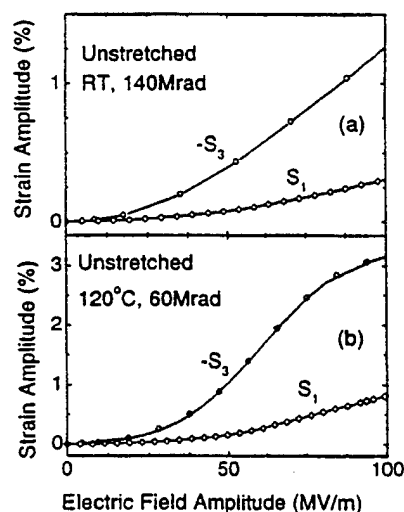 Strain Amplitude (%)
1
0
Unstretched
RT, 140Mrad
-S₃
S₁
(a)
Strain Amplitude (%)
3
2
1
0
Unstretched
120°C, 60Mrad
-S₃
S₁
(b)
0 50 100
Electric Field Amplitude (MV/m)